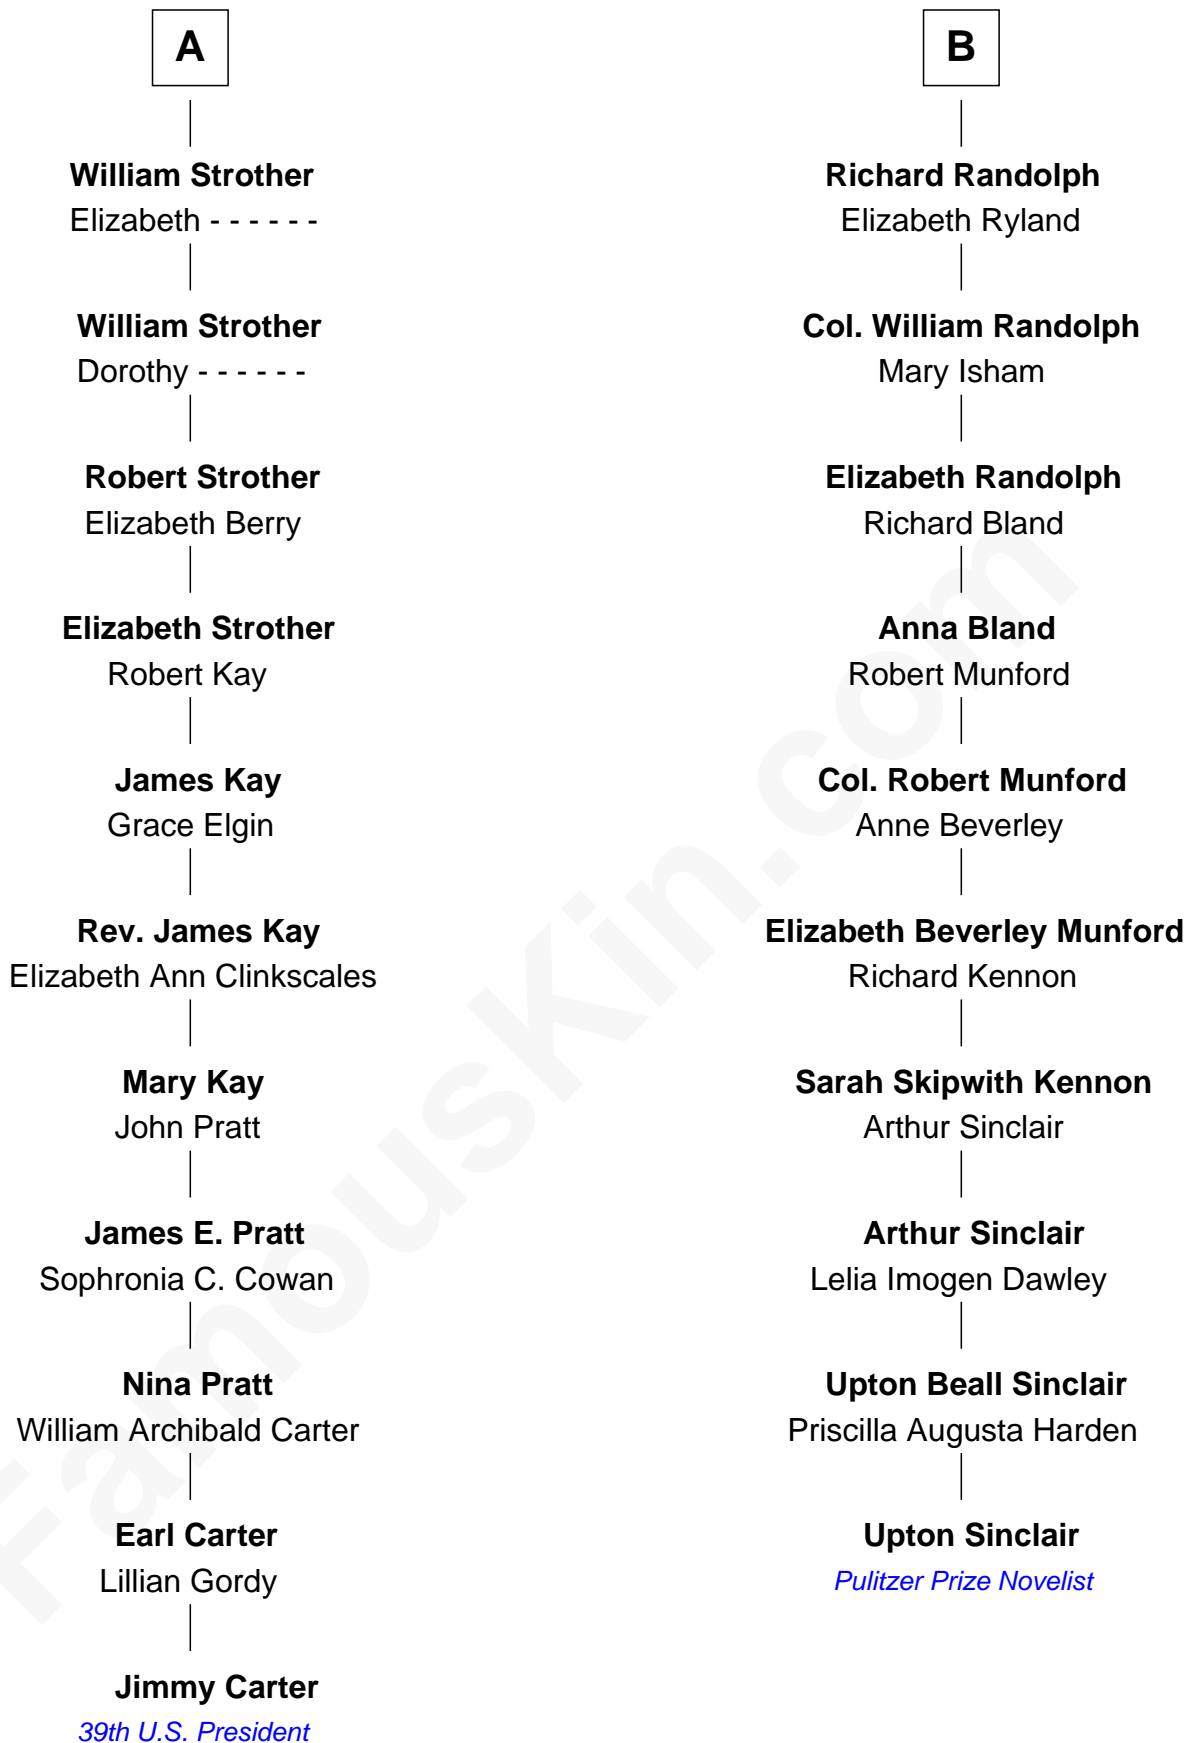 A
William Strother
Elizabeth - - - - - -
William Strother
Dorothy - - - - - -
Robert Strother
Elizabeth Berry
Elizabeth Strother
Robert Kay
James Kay
Grace Elgin
Rev. James Kay
Elizabeth Ann Clinkscales
Mary Kay
John Pratt
James E. Pratt
Sophronia C. Cowan
Nina Pratt
William Archibald Carter
Earl Carter
Lillian Gordy
Jimmy Carter
39th U.S. President
B
Richard Randolph
Elizabeth Ryland
Col. William Randolph
Mary Isham
Elizabeth Randolph
Richard Bland
Anna Bland
Robert Munford
Col. Robert Munford
Anne Beverley
Elizabeth Beverley Munford
Richard Kennon
Sarah Skipwith Kennon
Arthur Sinclair
Arthur Sinclair
Lelia Imogen Dawley
Upton Beall Sinclair
Priscilla Augusta Harden
Upton Sinclair
Pulitzer Prize Novelist
FamousKin.com